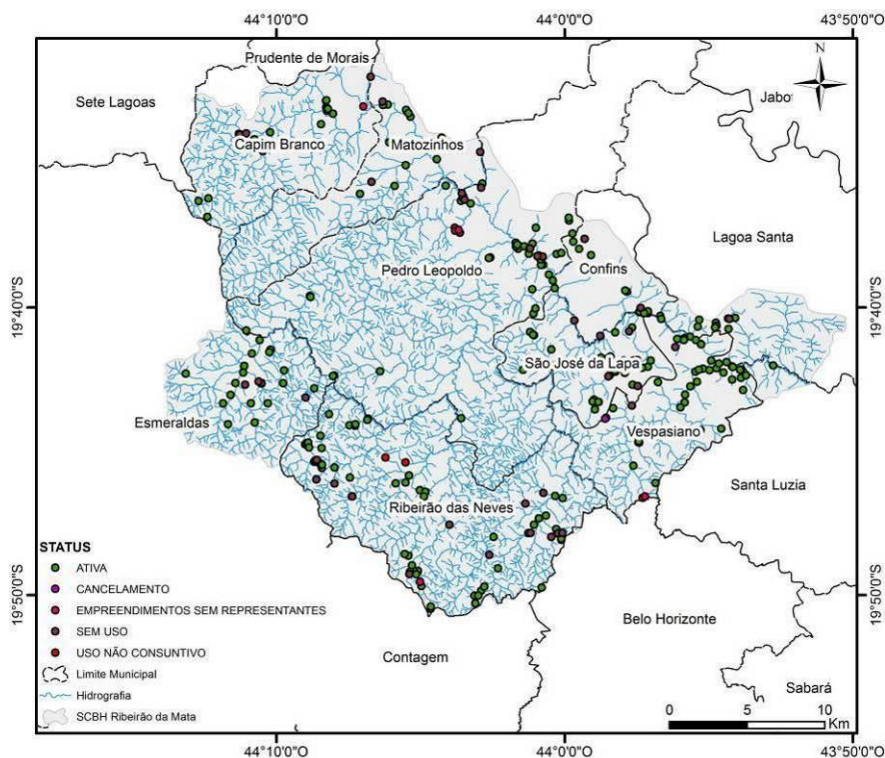 44°10'0"O 44°0'0"O 43°50'0"O
Prudente de Morais
N
Sete Lagoas
Jabo
Capim Branco
Matozinhos
Lagoa Santa
Pedro Leopoldo
Confins
19°40'0"S 19°40'0"S
São José da Lapa
Esmeraldas
Vespasiano
Santa Luzia
Ribeirão das Neves
STATUS
ATIVA
CANCELAMENTO
19°50'0"S 19°50'0"S
EMPREENDIMENTOS SEM REPRESENTANTES
Belo Horizonte
SEM USO
USO NÃO CONSUNTIVO
Contagem
Limite Municipal
Sabará
Hidrografia
SCBH Ribeirão da Mata
0 5 10
Km
44°10'0"O 44°0'0"O 43°50'0"O